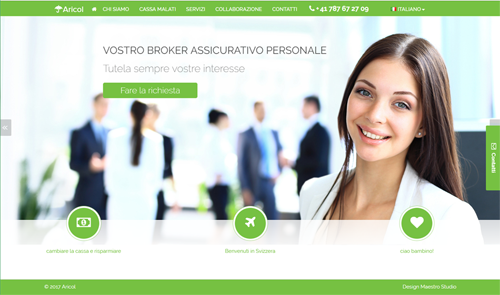 Aricol CHI SIAMO CASSA MALATI SERVIZI COLLABORAZIONE CONTATTI +41 787 67 27 09 ITALIANO
VOSTRO BROKER ASSICURATIVO PERSONALE
Tutela sempre vostre interesse
Fare la richiesta
Contatti
cambiare la cassa e risparmiare Benvenuti in Svizzera ciao bambino!
© 2017 Aricol Design Maestro Studio